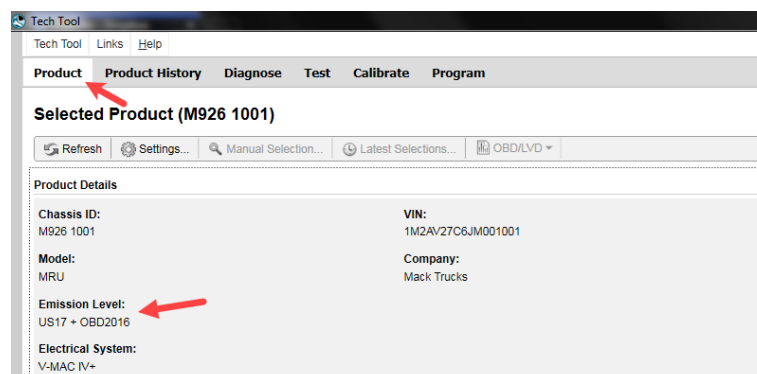 Tech Tool
Tech Tool Links Help
Product Product History Diagnose Test Calibrate Program
Selected Product (M926 1001)
Refresh Settings... Manual Selection... Latest Selections... OBD/LVD
Product Details
Chassis ID: VIN:
M926 1001 1M2AV27C6JM001001
Model: Company:
MRU Mack Trucks
Emission Level:
US17 + OBD2016
Electrical System:
V-MAC IV+